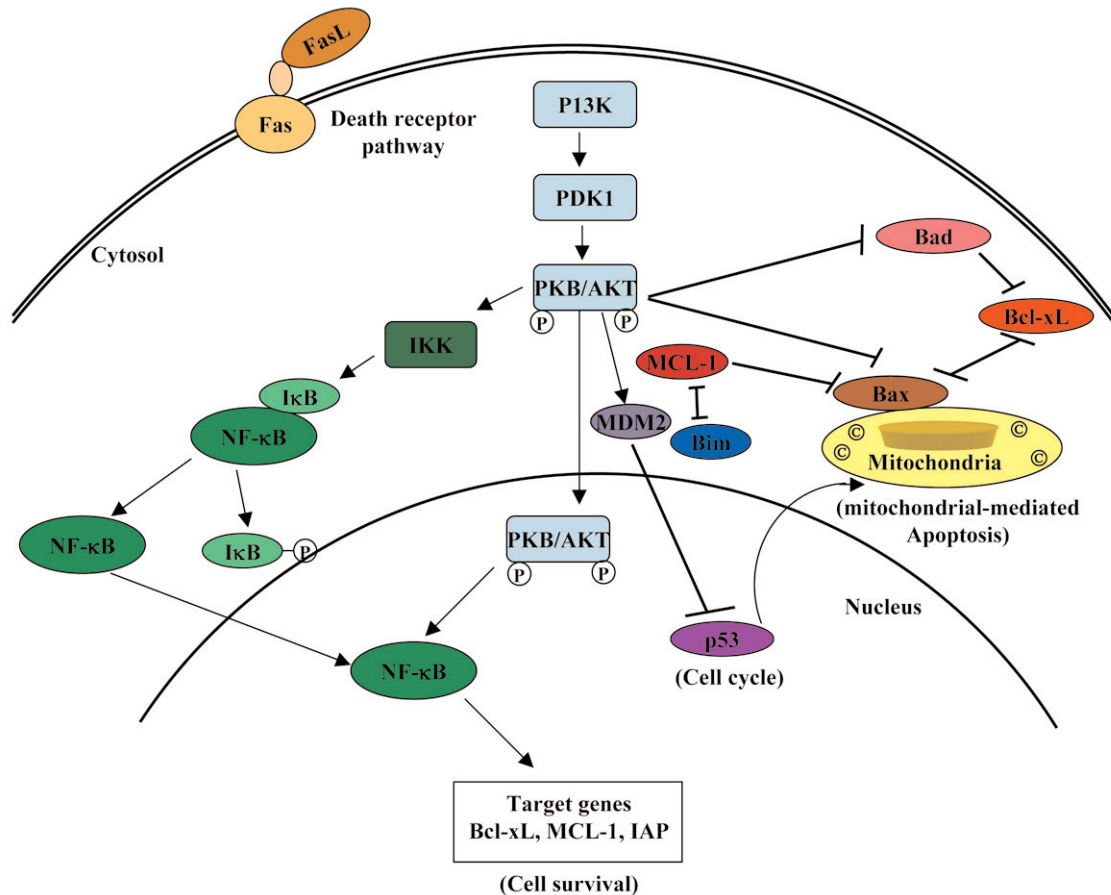 FasL
Fas
Death receptor
pathway
P13K
PDK1
Cytosol
PKB/AKT
P
P
Bad
Bcl-xL
IKK
MCL-1
Bax
IκB
NF-κB
MDM2
Bim
©
©
©
©
Mitochondria
(mitochondrial-mediated
Apoptosis)
NF-κB
IκB
P
PKB/AKT
P
P
Nucleus
p53
(Cell cycle)
NF-κB
Target genes
Bcl-xL, MCL-1, IAP
(Cell survival)